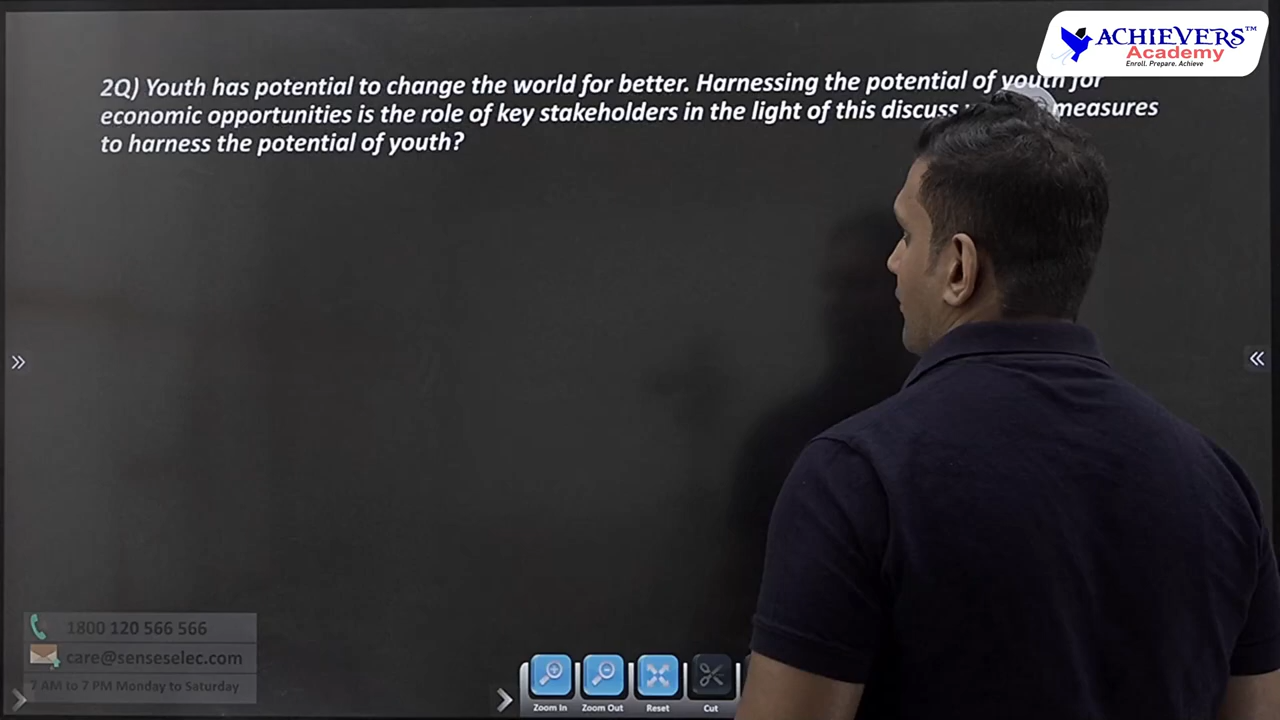 ACHIEVERS™
Academy
Enroll. Prepare. Achieve
2Q) Youth has potential to change the world for better. Harnessing the potential of youth for
economic opportunities is the role of key stakeholders in the light of this discuss measures
to harness the potential of youth?
1800 120 566 566
care@senseselec.com
7 AM to 7 PM Monday to Saturday
Zoom In
Zoom Out
Reset
Cut